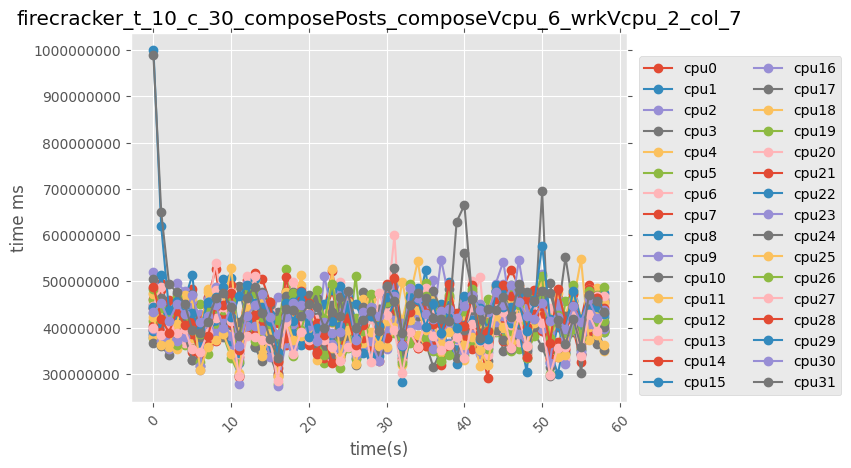 firecracker_t_10_c_30_composePosts_composeVcpu_6_wrkVcpu_2_col_7
time ms
1000000000
900000000
800000000
700000000
600000000
500000000
400000000
300000000
0
10
20
30
40
50
60
time(s)
cpu0
cpu1
cpu2
cpu3
cpu4
cpu5
cpu6
cpu7
cpu8
cpu9
cpu10
cpu11
cpu12
cpu13
cpu14
cpu15
cpu16
cpu17
cpu18
cpu19
cpu20
cpu21
cpu22
cpu23
cpu24
cpu25
cpu26
cpu27
cpu28
cpu29
cpu30
cpu31